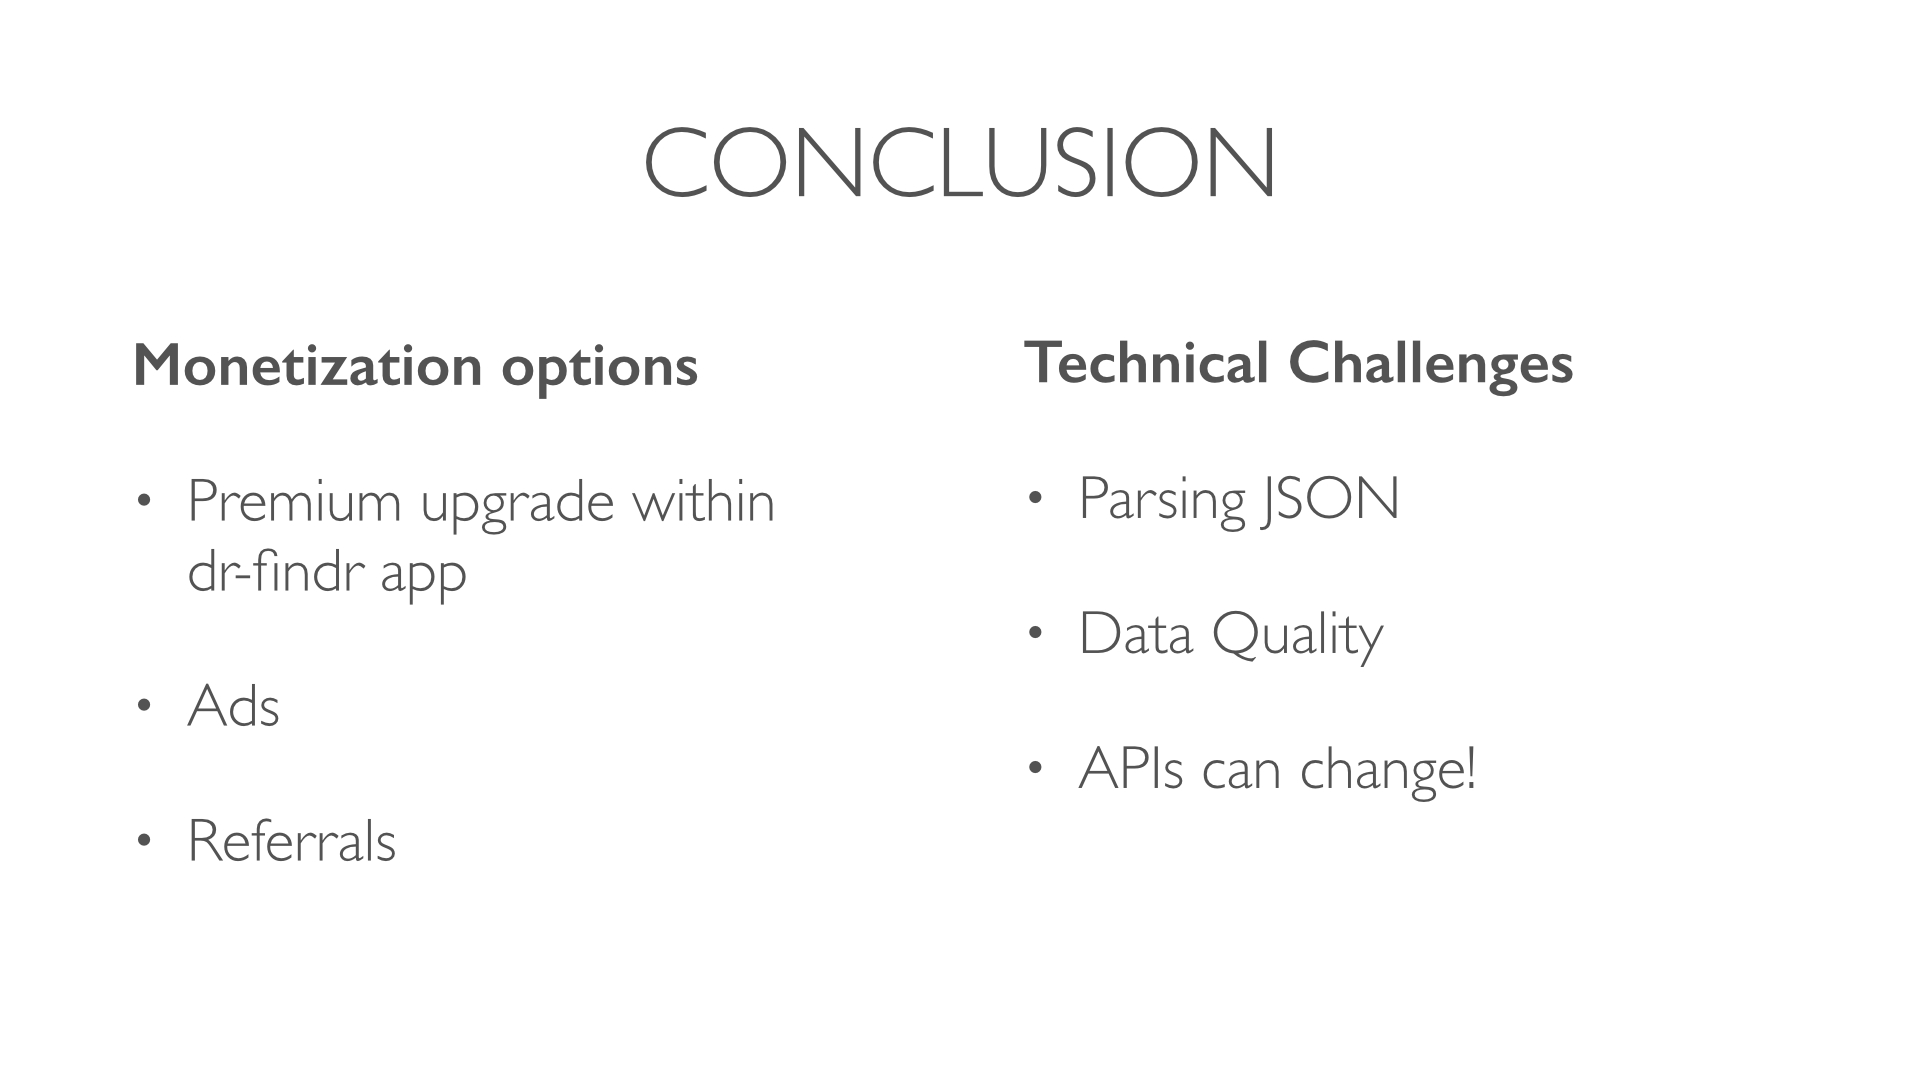 CONCLUSION
Monetization options
• Premium upgrade within
dr-findr app
• Ads
• Referrals
Technical Challenges
• Parsing JSON
• Data Quality
• APIs can change!